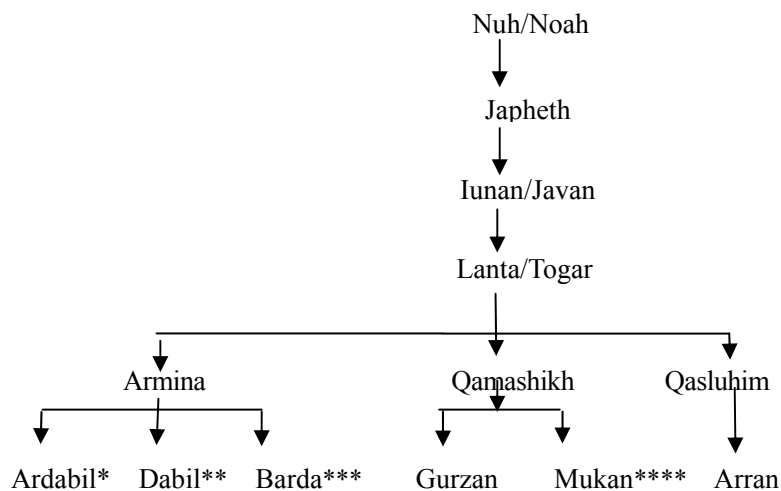 Nuh/Noah
Japheth
Iunan/Javan
Lanta/Togar
Armina Qamashikh Qasluhim
Ardabil* Dabil** Barda*** Gurzan Mukan**** Arran